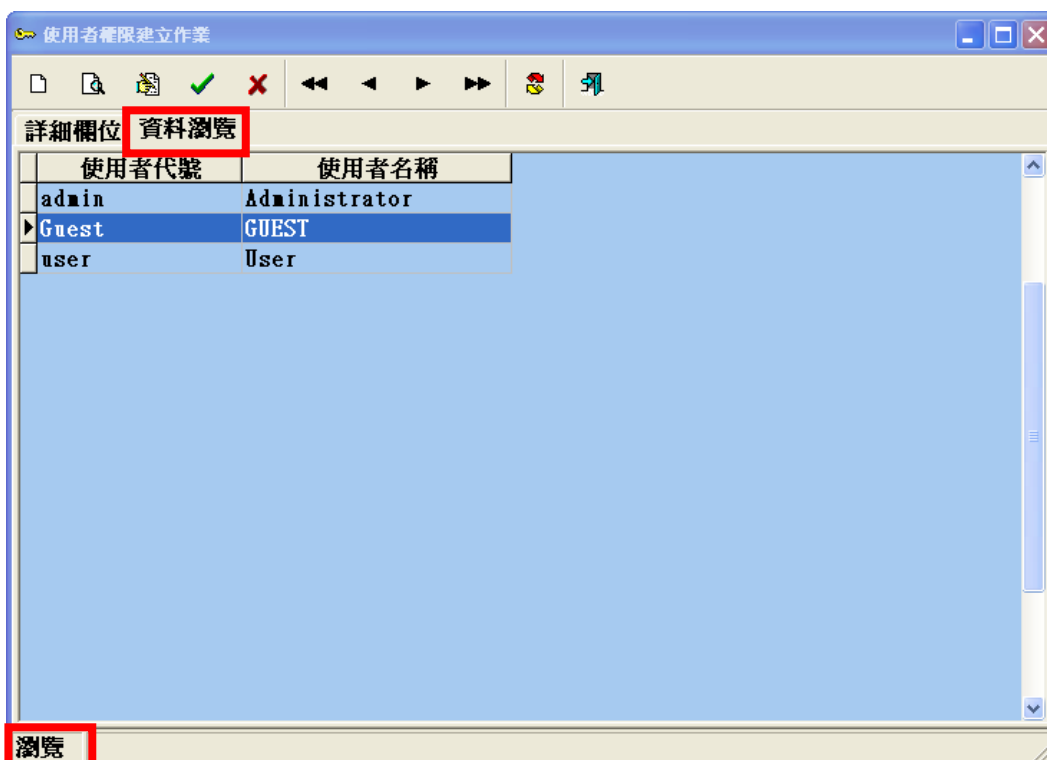 使用者權限建立作業
詳細欄位 資料瀏覽
使用者代號 使用者名稱
admin Administrator
Guest GUEST
user User
瀏覽